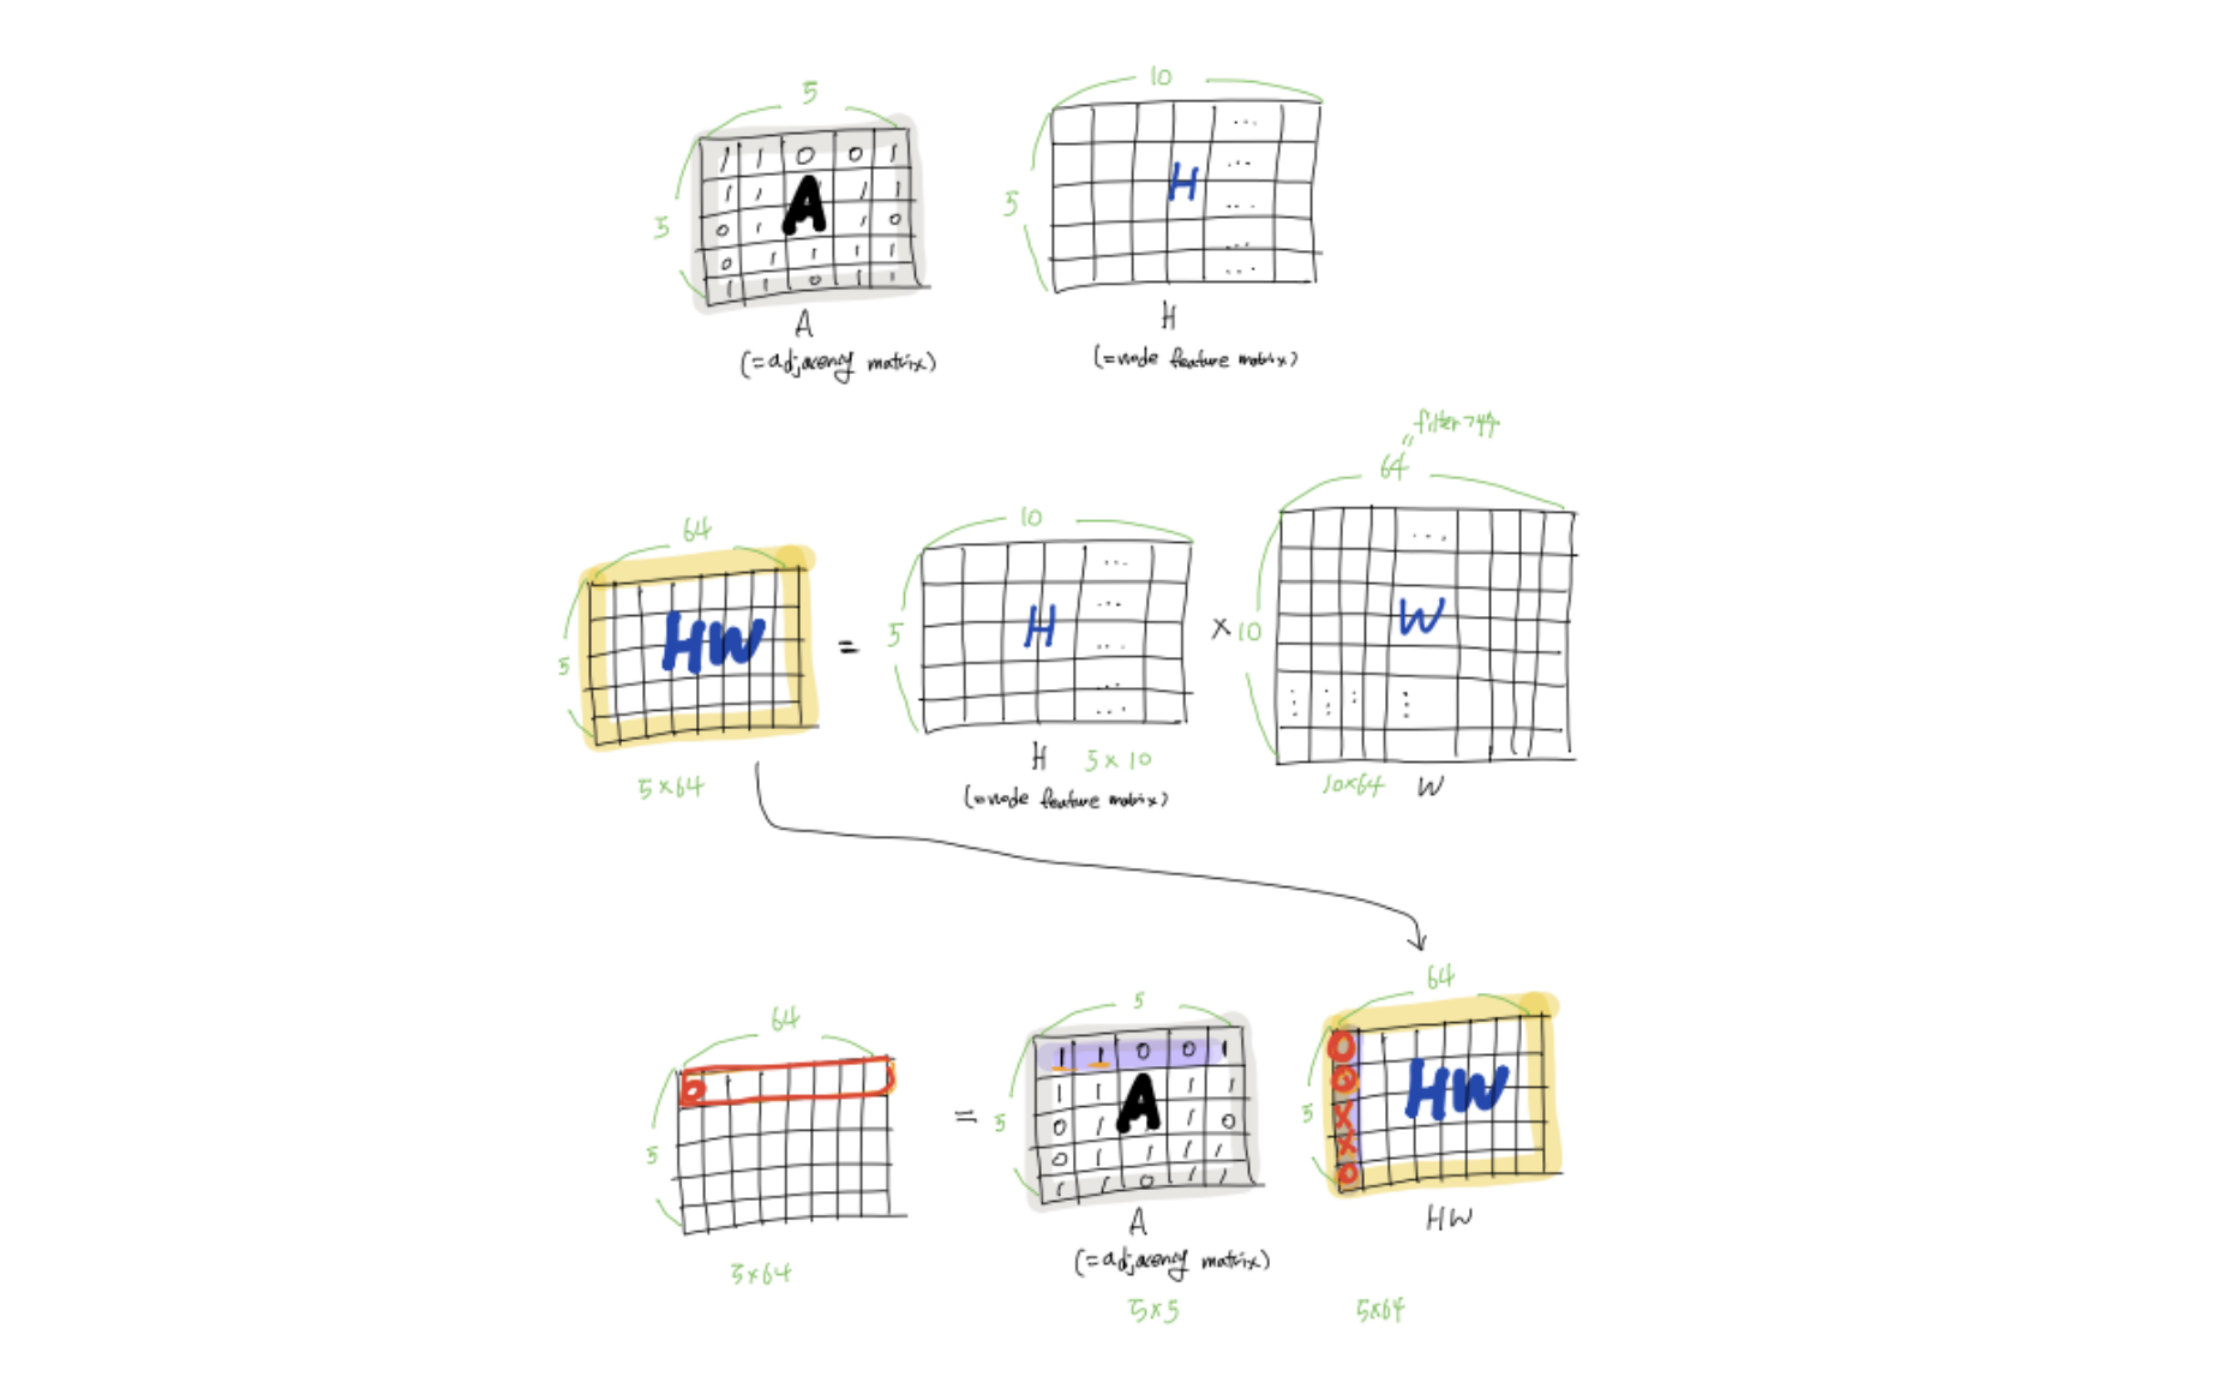 5
10
5
1 1 0 0 1
1 1 1 1
A
0 1 1 0
0 1 1 1 1
1 1 0 1 1
5
...
...
H
...
...
...
A
(=adjacency matrix)
H
(=node feature matrix)
64
filter 개수
64
5
HW
5×64
=
10
5
...
...
H
...
...
...
H 5×10
(=node feature matrix)
×
10
...
W
10×64 W
64
5
5×64
=
5
5
1 1 0 0 1
1 1 1 1
A
0 1 1 0
0 1 1 1 1
1 1 0 1 1
A
(=adjacency matrix)
5×5
64
5
O
O
X
X
O
HW
HW
5×64